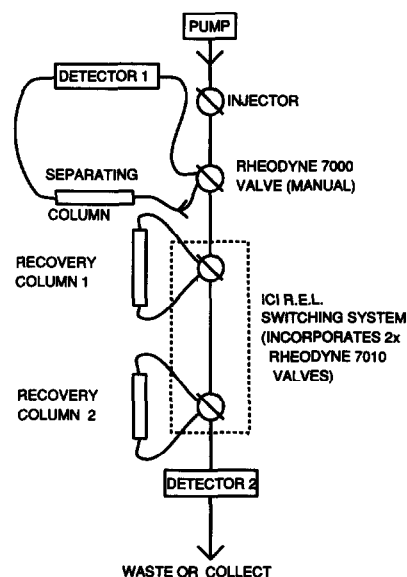 PUMP
INJECTOR
DETECTOR 1
RHEODYNE 7000
VALVE (MANUAL)
SEPARATING
COLUMN
RECOVERY
COLUMN 1
ICI R.E.L.
SWITCHING SYSTEM
(INCORPORATES 2x
RHEODYNE 7010
VALVES)
RECOVERY
COLUMN 2
DETECTOR 2
WASTE OR COLLECT